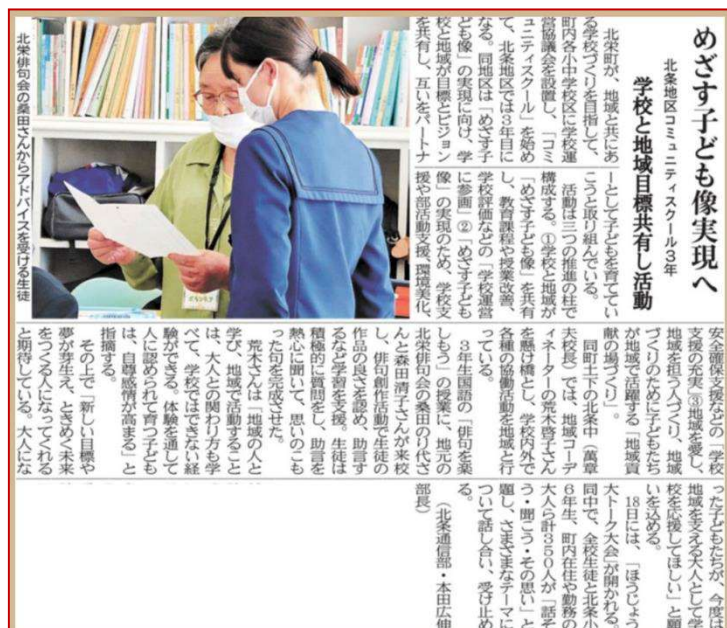 めざす子ども像実現へ
北条地区コミュニティスクール3年
学校と地域目標共有し活動
北栄町が、地域と共にあ
る学校づくりを目指して、
町内各小中学校区に学校運
営協議会を設置し、「コミ
ュニティスクール」を始め
て、北条地区では3年目に
なる。同地区は「めざす子
ども像」の実現に向け、学
校と地域が目標とビジョン
を共有し、互いをパートナ
ーとして子どもを育ててい
こうと取り組んでいる。
活動は三つの推進の柱で
構成する。①学校と地域が
「めざす子ども像」を共有
し、教育課程や授業改善、
学校評価などの「学校運営
に参画」②「めざす子ども
像」の実現のため、学校支
援や部活動支援、環境美化、
安全確保支援などの「学校
支援の充実」③地域を愛し、
地域を担う人づくり、地域
づくりのために子どもたち
が地域で活躍する「地域貢
献の場づくり」。
同町土下の北条中(萬章
夫校長)では、地域コーデ
ィネーターの荒木啓子さん
を懸け橋とし、学校内外で
各種の協働活動を地域と行
っている。
3年生国語の「俳句を楽
しもう」の授業に、地元の
北栄俳句会の桑田のり代さ
んと森田清子さんが来校
し、俳句創作活動で生徒の
作品の良さを認め、助言す
るなど学習を支援。生徒は
積極的に質問をし、助言を
熱心に聞いて、思いのこも
った句を完成させた。
荒木さんは「地域の人と
学び、地域で活動すること
は、大人との関わり方も学
べて、学校ではできない経
験ができる。体験を通して
人に認められて育つ子ども
は、自尊感情が高まる」と
指摘する。
その上で「新しい目標や
夢が芽生え、ときめく未来
をつくる人になってくれる
と期待している。大人にな
った子どもたちが、今度は
地域を支える大人として学
校を応援してほしい」と願
いを込める。
18日には、「ほうじょう
大トーク大会」が開かれる。
同中で、全校生徒と北条小
6年生、町内在住や勤務の
大人ら計350人が「話そ
う・聞こう・その思い」と
題し、さまざまなテーマに
ついて話し合い、受け止め
る。
(北条通信部・本田広伸
部長)
北栄俳句会の桑田さんからアドバイスを受ける生徒